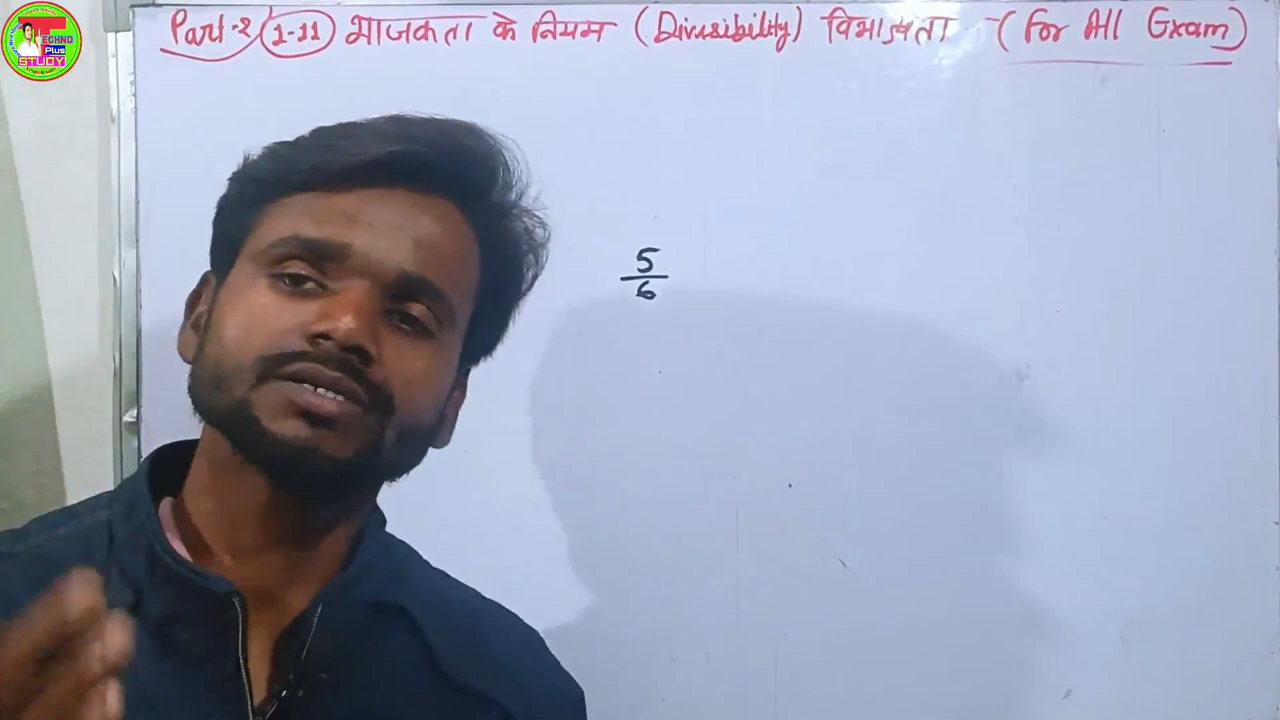 Part-2 (1-11) भाजकता के नियम (Divisibility) विभाज्यता - (For All Exam)
5
6
TECHNO
Plus
STUDY